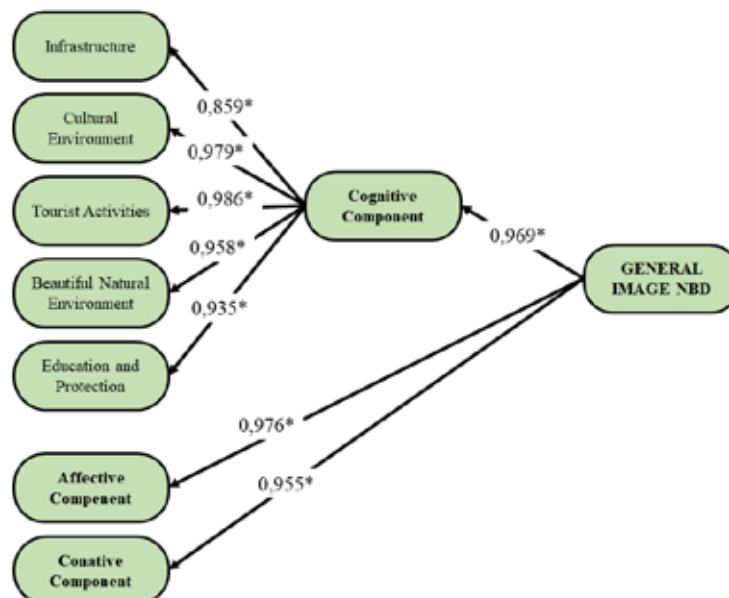 Infrastructure
Cultural
Environment
Tourist Activities
Beautiful Natural
Environment
Education and
Protection
Affective
Compenent
Conative
Component
0,859*
0,979*
0,986*
0,958*
0,935*
Cognitive
Component
0,969*
GENERAL
IMAGE NBD
0,976*
0,955*